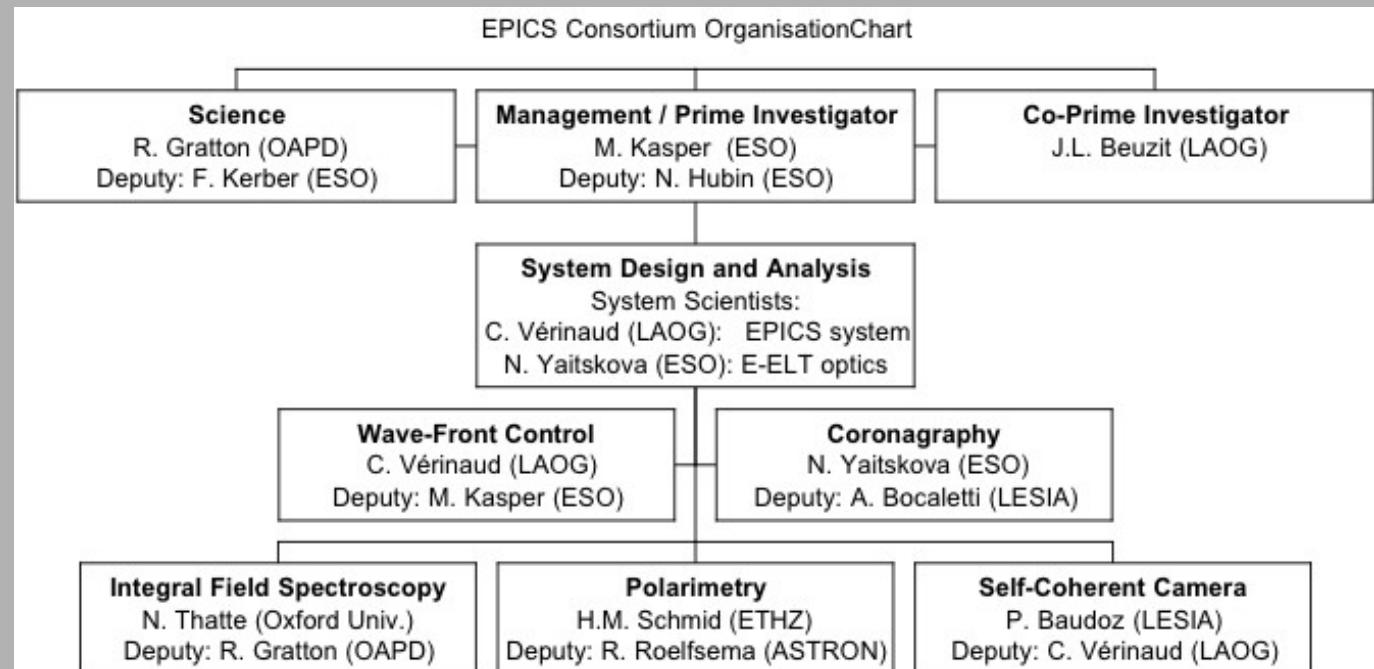 EPICS Consortium OrganisationChart
Science
R. Gratton (OAPD)
Deputy: F. Kerber (ESO)
Management / Prime Investigator
M. Kasper (ESO)
Deputy: N. Hubin (ESO)
Co-Prime Investigator
J.L. Beuzit (LAOG)
System Design and Analysis
System Scientists:
C. Vérinaud (LAOG): EPICS system
N. Yaitskova (ESO): E-ELT optics
Wave-Front Control
C. Vérinaud (LAOG)
Deputy: M. Kasper (ESO)
Coronagraphy
N. Yaitskova (ESO)
Deputy: A. Bocaletti (LESIA)
Integral Field Spectroscopy
N. Thatte (Oxford Univ.)
Deputy: R. Gratton (OAPD)
Polarimetry
H.M. Schmid (ETHZ)
Deputy: R. Roelfsema (ASTRON)
Self-Coherent Camera
P. Baudoz (LESIA)
Deputy: C. Vérinaud (LAOG)